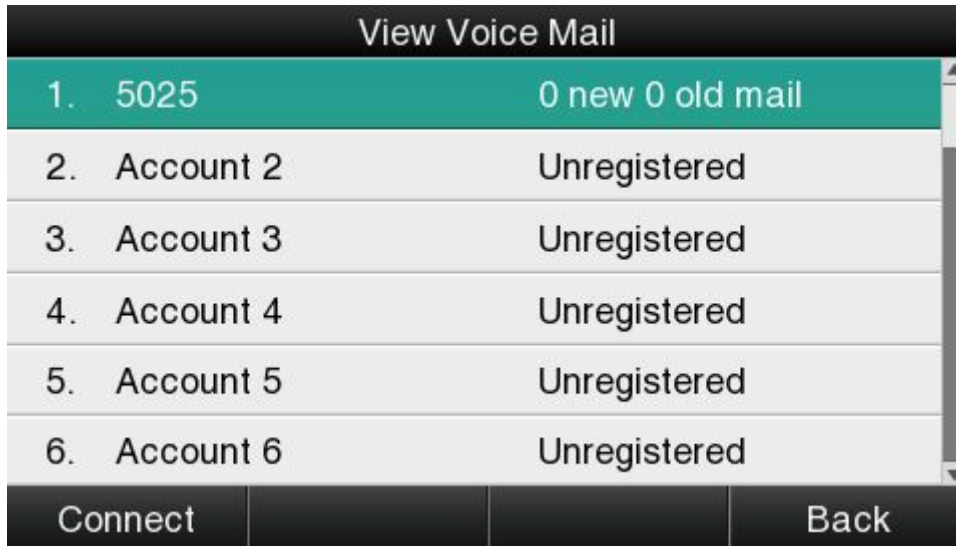 View Voice Mail
1. 5025 0 new 0 old mail
2. Account 2 Unregistered
3. Account 3 Unregistered
4. Account 4 Unregistered
5. Account 5 Unregistered
6. Account 6 Unregistered
Connect Back